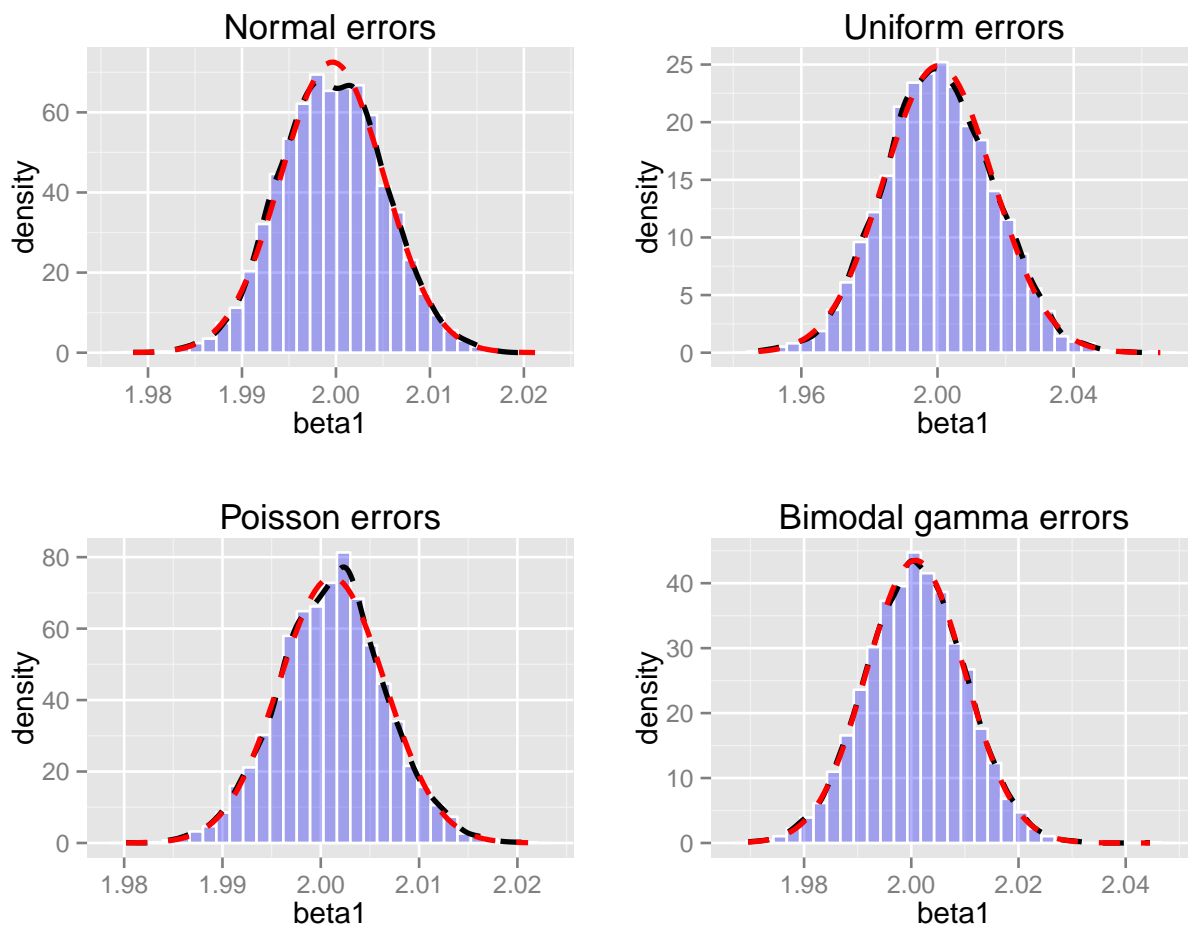 Normal errors
density
60
40
20
0
1.98 1.99 2.00 2.01 2.02
beta1
Uniform errors
density
25
20
15
10
5
0
1.96 2.00 2.04
beta1
Poisson errors
density
80
60
40
20
0
1.98 1.99 2.00 2.01 2.02
beta1
Bimodal gamma errors
density
40
30
20
10
0
1.98 2.00 2.02 2.04
beta1